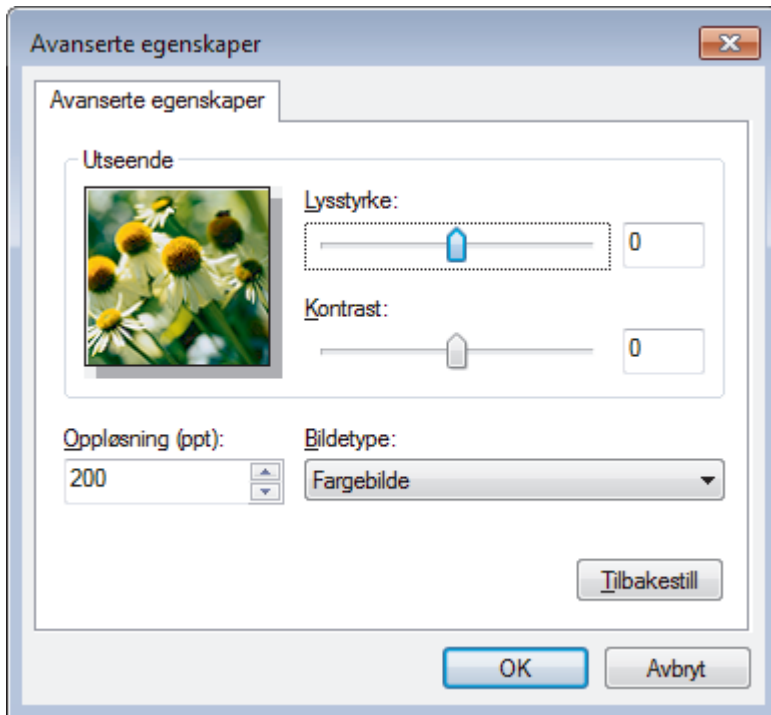 Avanserte egenskaper
Avanserte egenskaper
Utseende
Lysstyrke:
0
Kontrast:
0
Oppløsning (ppt):
200
Bildetype:
Fargebilde
Tilbakestill
OK
Avbryt